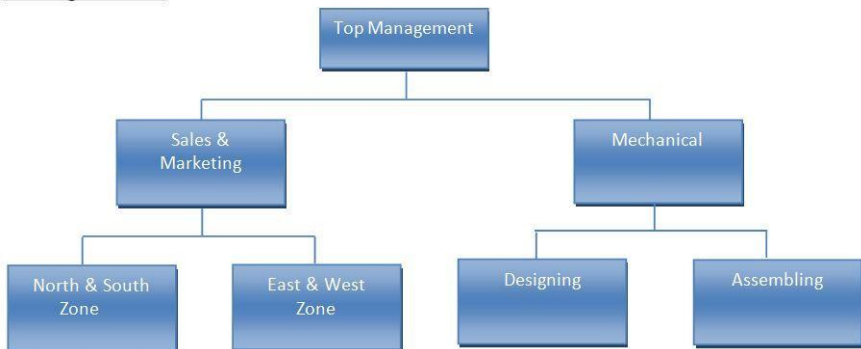 Top Management
Sales &
Marketing
Mechanical
North & South
Zone
East & West
Zone
Designing
Assembling